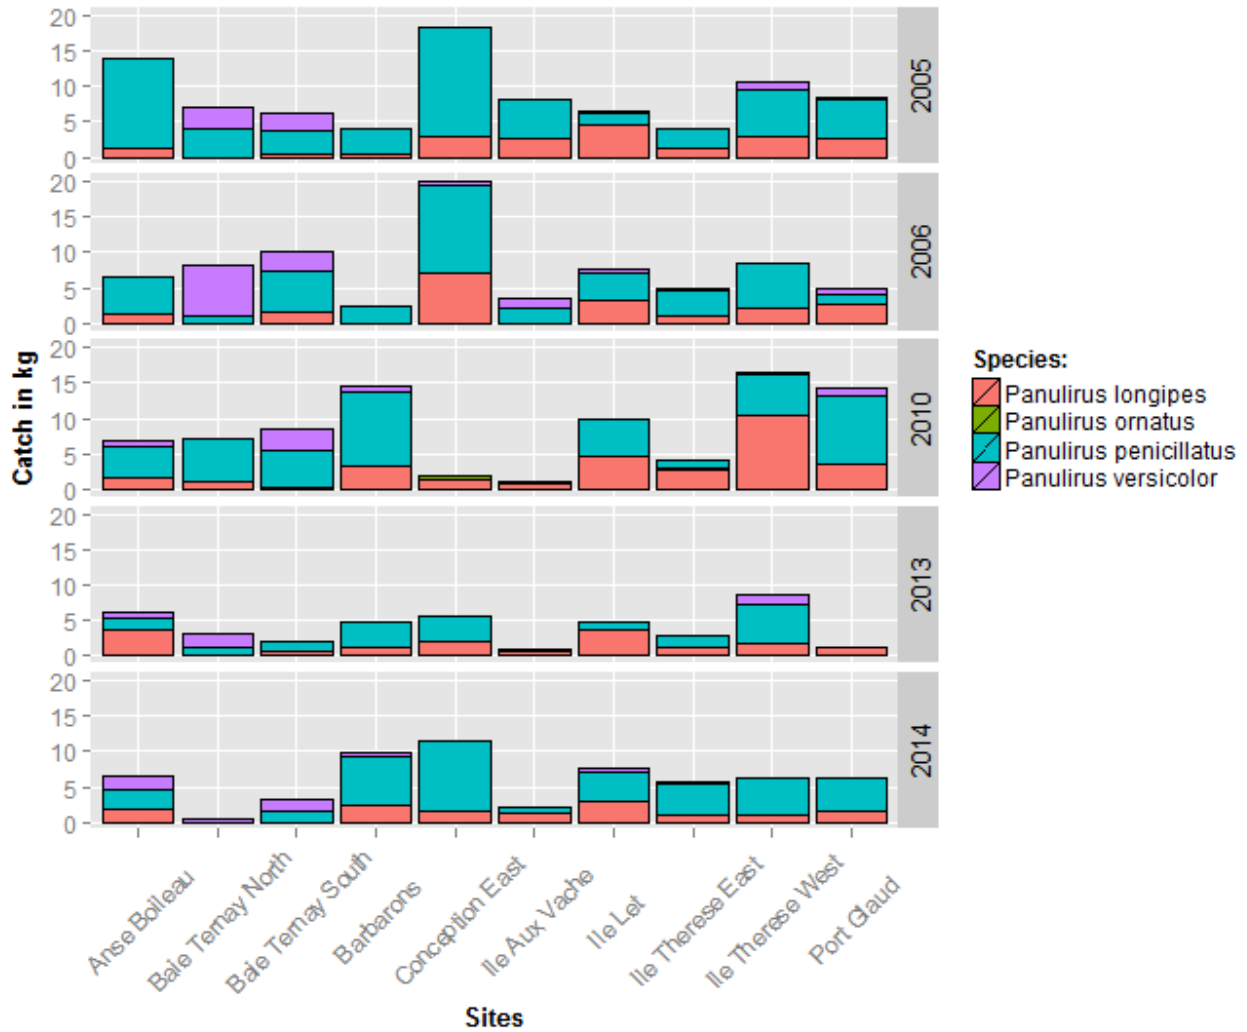 20
15
10
5
0
2005
20
15
10
5
0
2006
20
15
10
5
0
2010
20
15
10
5
0
2013
20
15
10
5
0
2014
Catch in kg
Anse Boileau
Baie Ternay North
Baie Ternay South
Barbarons
Conception East
Ile Aux Vache
Ile Let
Ile Therese East
Ile Therese West
Port Glaud
Sites
Species:
Panulirus longipes
Panulirus ornatus
Panulirus penicillatus
Panulirus versicolor